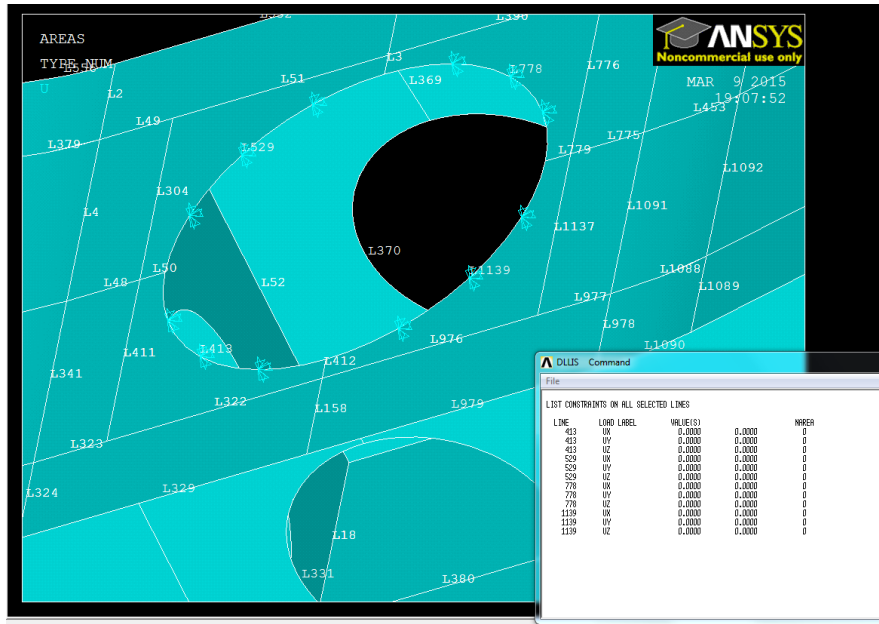 AREAS
TYPE NUM
U
ANSYS
Noncommercial use only
MAR 9 2015
19:07:52
L390
L3
L778
L776
L369
L51
L2
L453
L49
L775
L379
L529
L779
L1092
L304
L1091
L4
L1137
L370
L50
L1139
L1088
L48
L52
L1089
L977
L978
L976
L1090
L413
L411
L412
L341
L322
L158
L979
L323
L329
L324
L18
L331
L380
DLLIS Command
File
LIST CONSTRAINTS ON ALL SELECTED LINES
LINE LOAD LABEL VALUE(S) NAREA
413 UX 0.0000 0.0000 0
413 UY 0.0000 0.0000 0
413 UZ 0.0000 0.0000 0
529 UX 0.0000 0.0000 0
529 UY 0.0000 0.0000 0
529 UZ 0.0000 0.0000 0
778 UX 0.0000 0.0000 0
778 UY 0.0000 0.0000 0
778 UZ 0.0000 0.0000 0
1139 UX 0.0000 0.0000 0
1139 UY 0.0000 0.0000 0
1139 UZ 0.0000 0.0000 0